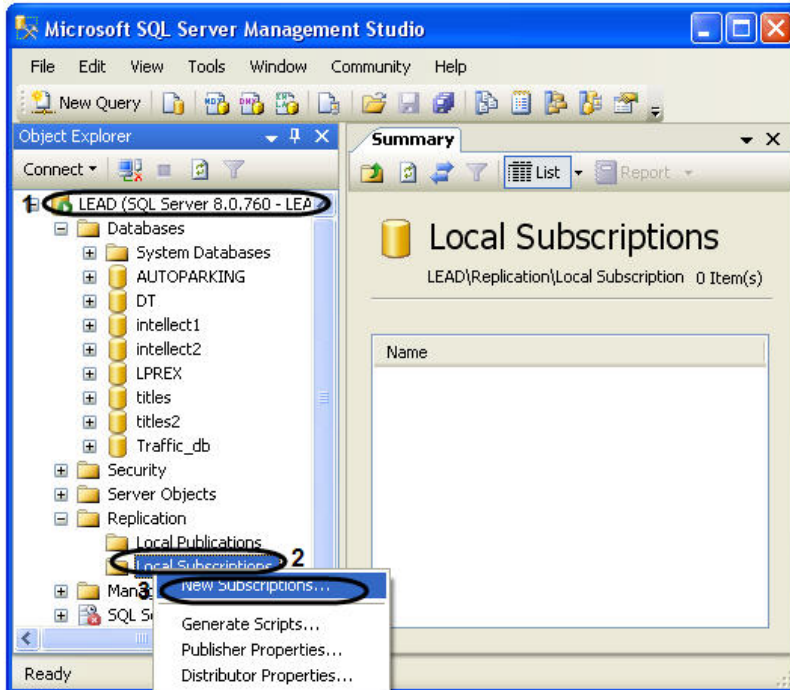 Microsoft SQL Server Management Studio
File Edit View Tools Window Community Help
New Query
Object Explorer
Connect
1 LEAD (SQL Server 8.0.760 - LEA
Databases
System Databases
AUTOPARKING
DT
intellect1
intellect2
LPREX
titles
titles2
Traffic_db
Security
Server Objects
Replication
Local Publications
Local Subscriptions 2
3 New Subscriptions...
Mana
SQL Se
Generate Scripts...
Publisher Properties...
Distributor Properties...
Ready
Summary
List Report
Local Subscriptions
LEAD\Replication\Local Subscription 0 Item(s)
Name